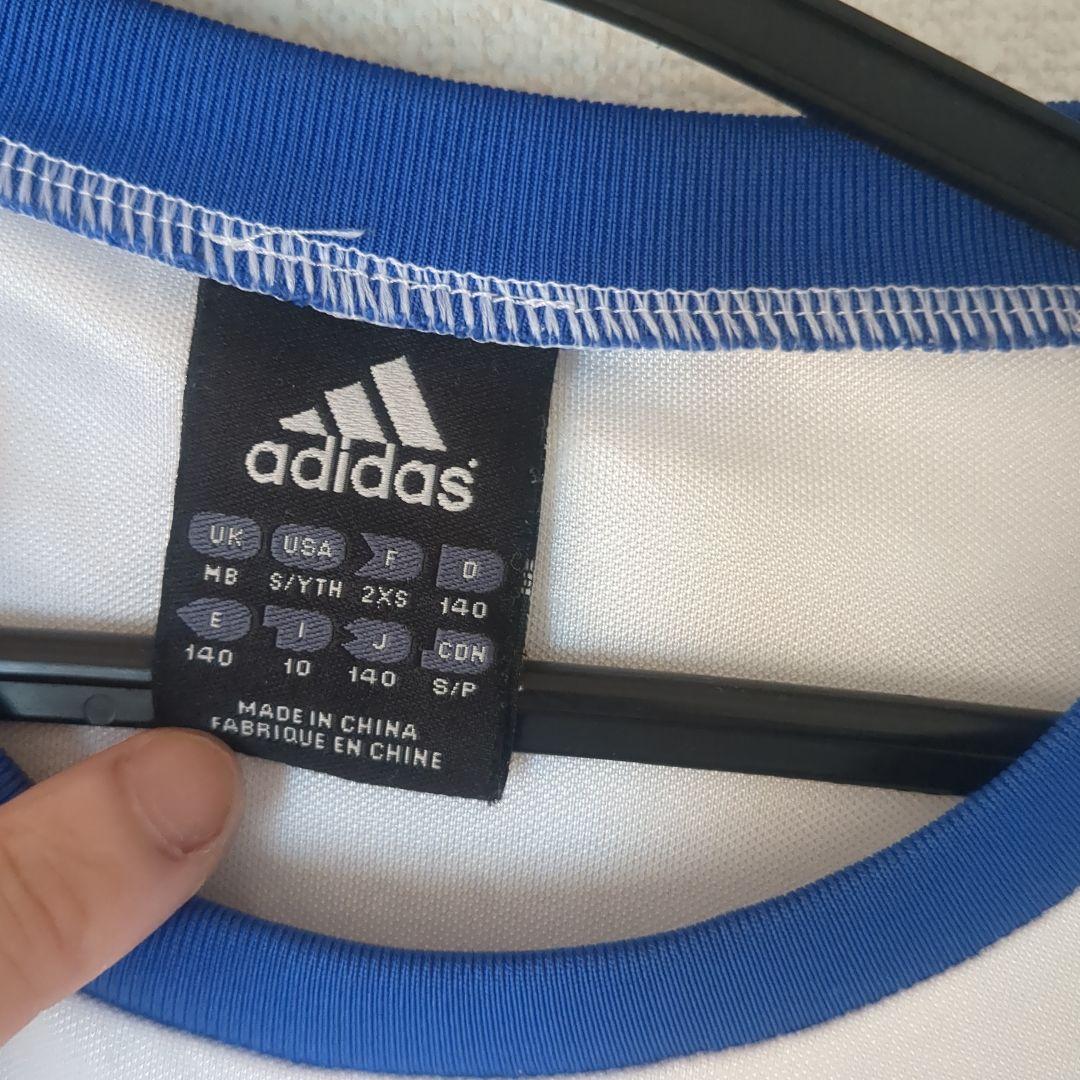 adidas
UK USA F D
MB S/YTH 2XS 140
E I J CDN
140 10 140 S/P
MADE IN CHINA
FABRIQUE EN CHINE